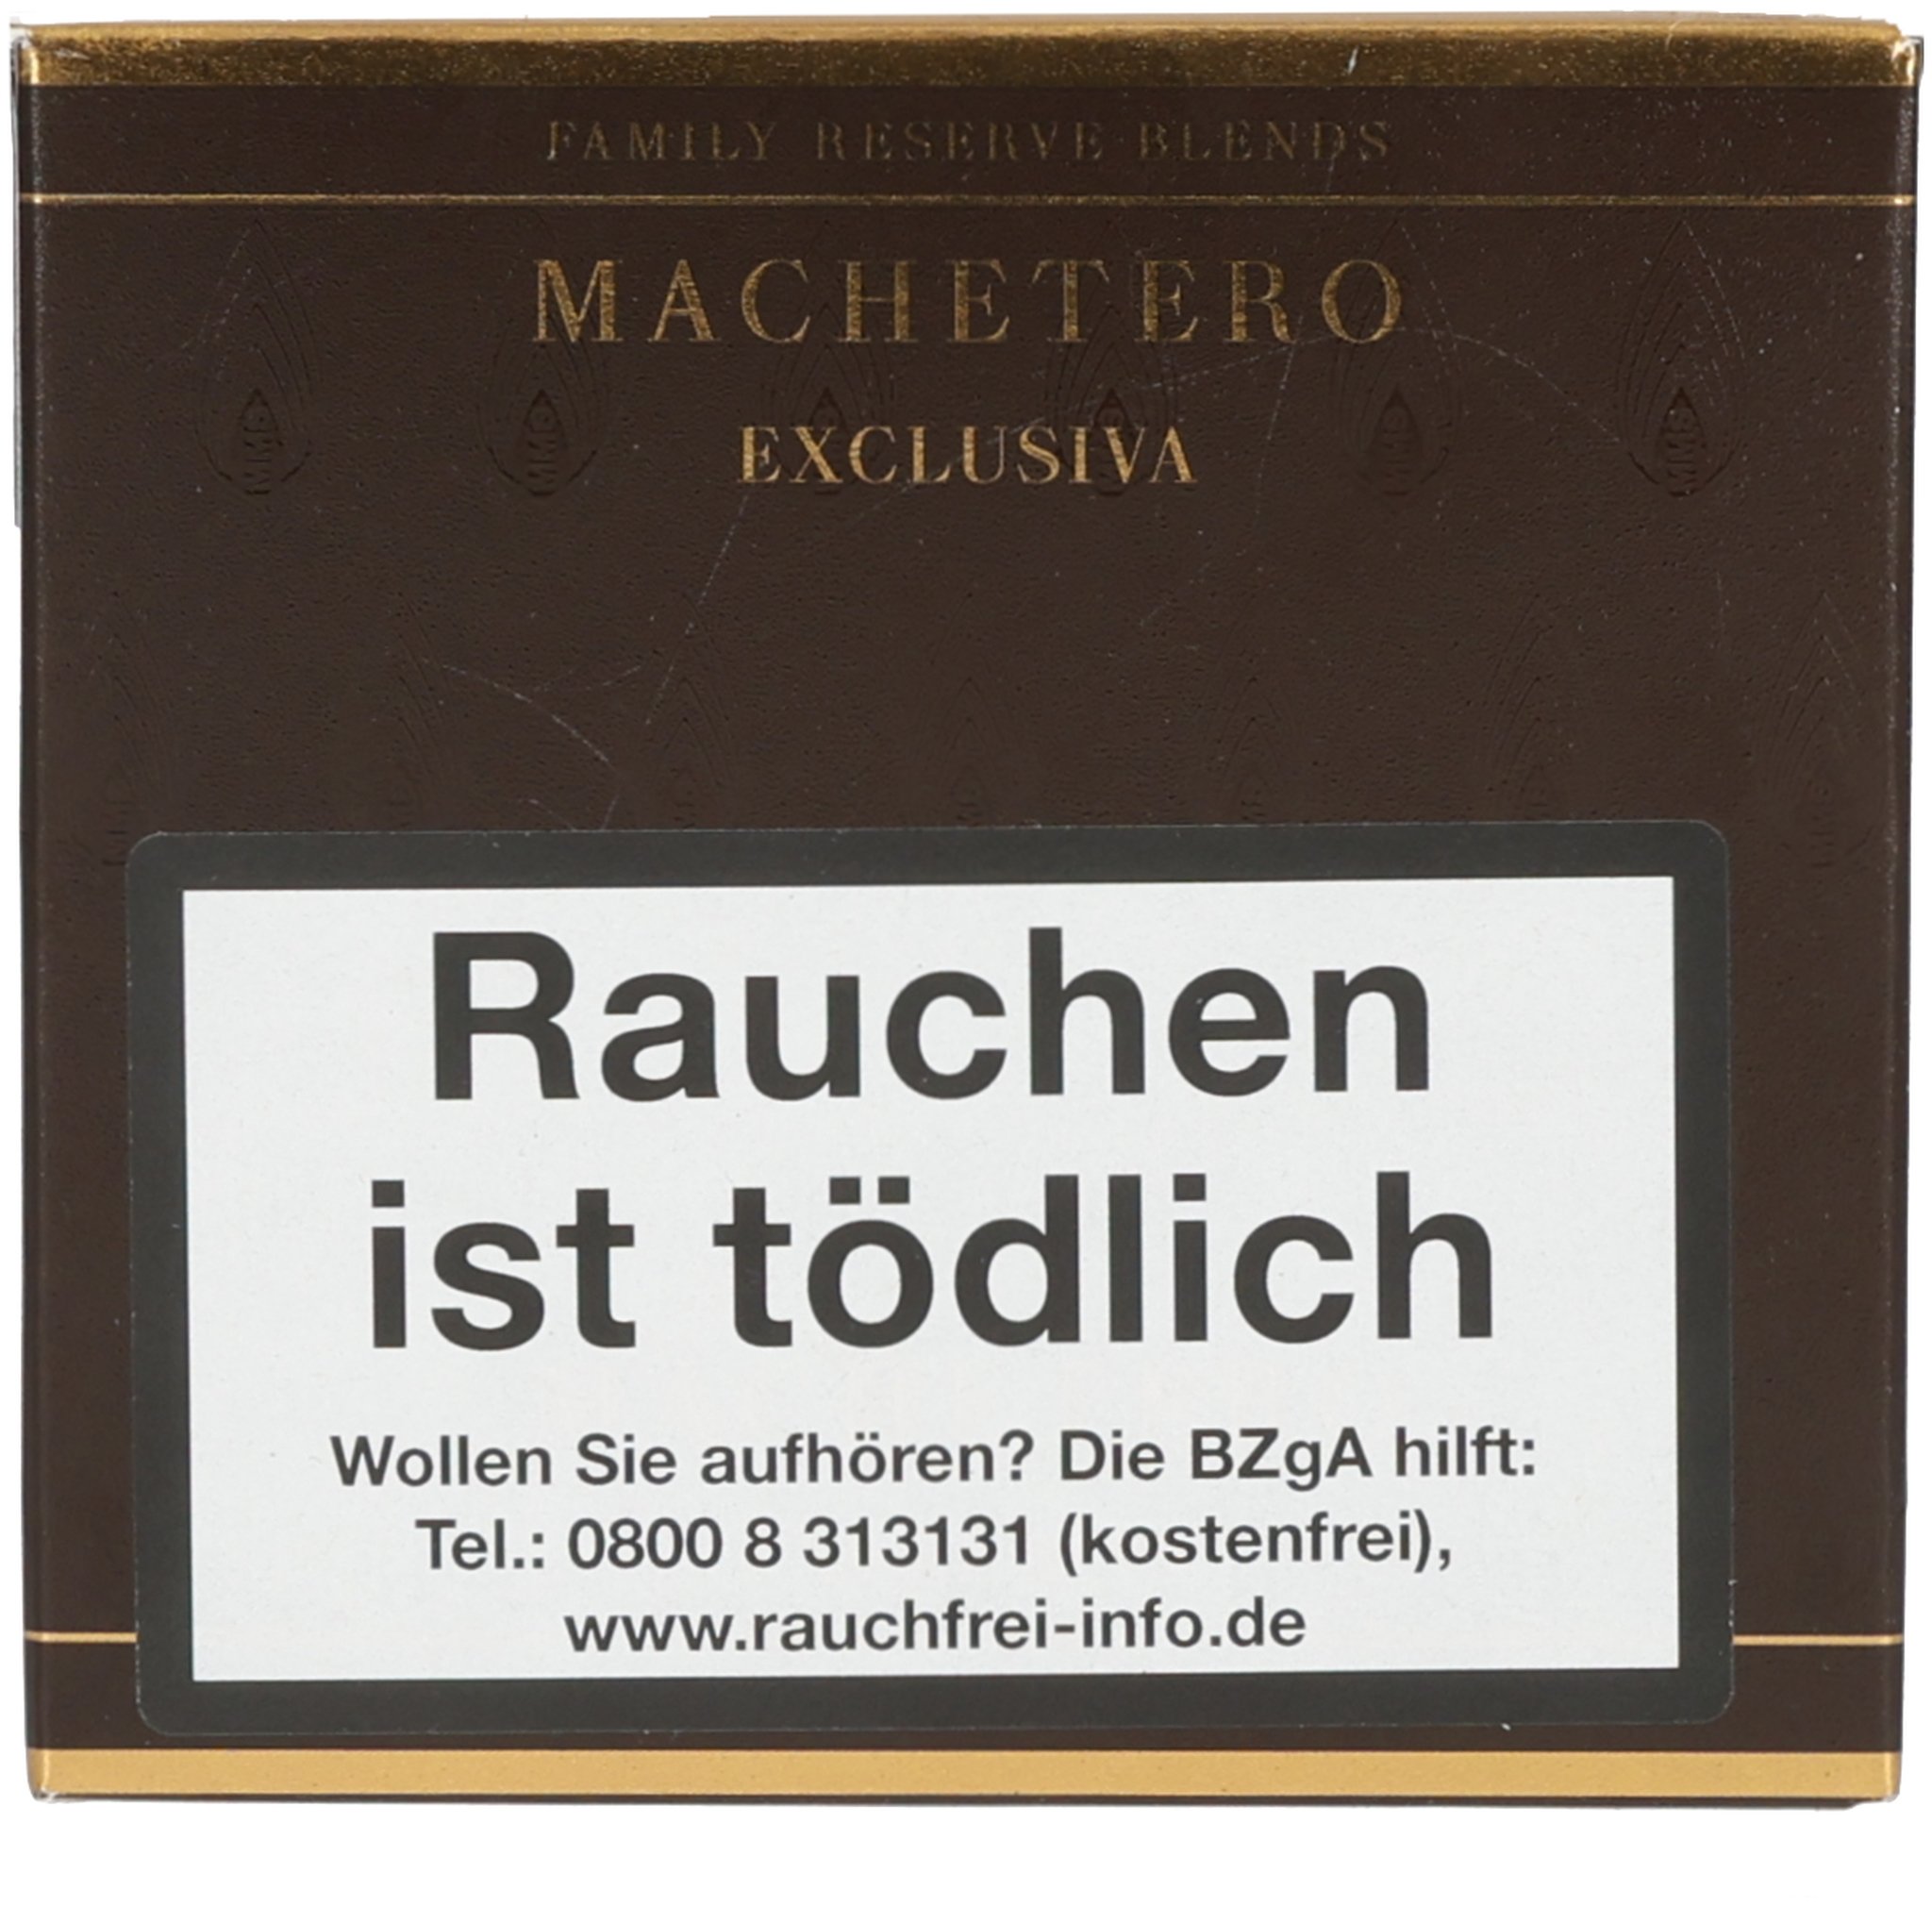 FAMILY RESERVE BLENDS
MACHETERO
EXCLUSIVA
Rauchen
ist tödlich
Wollen Sie aufhören? Die BZgA hilft:
Tel.: 0800 8 313131 (kostenfrei),
www.rauchfrei-info.de